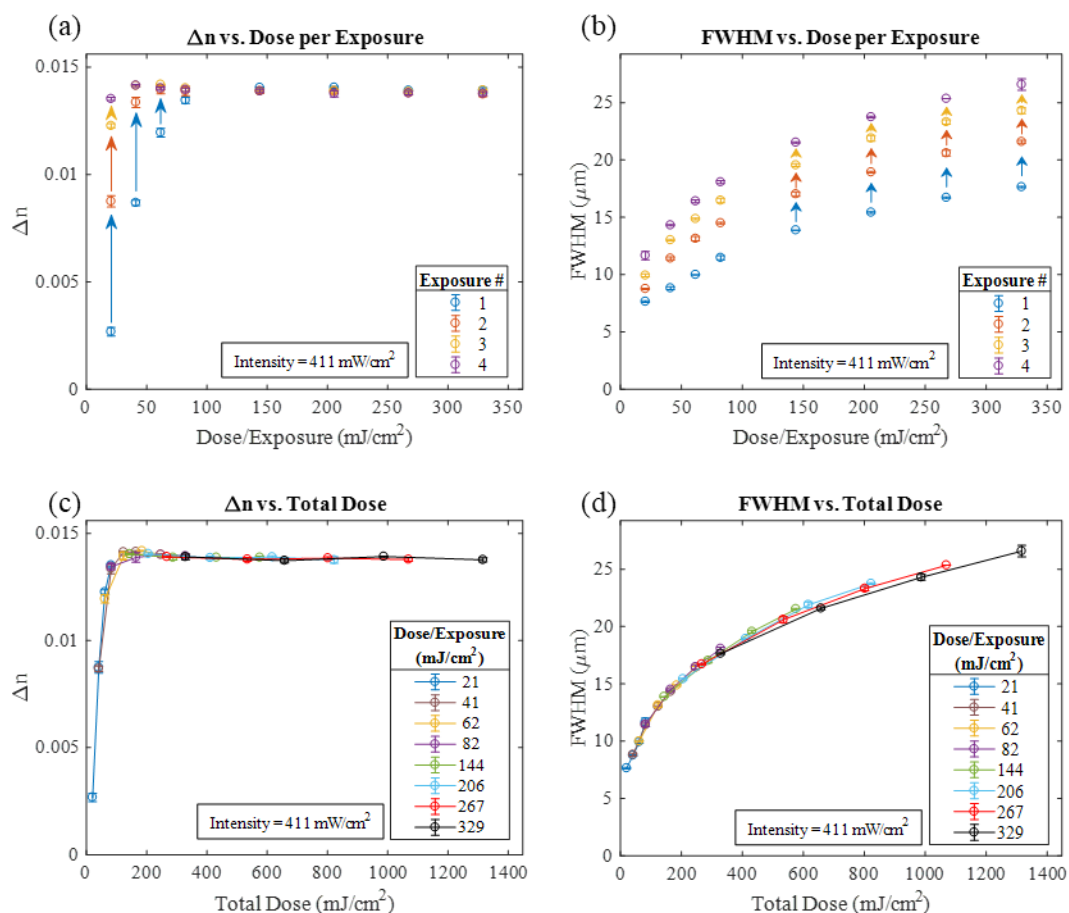 (a)
Δn vs. Dose per Exposure
0.015
0.01
0.005
0
Δn
Exposure #
1
2
3
4
Intensity = 411 mW/cm²
0 50 100 150 200 250 300 350
Dose/Exposure (mJ/cm²)
(b)
FWHM vs. Dose per Exposure
25
20
15
10
5
0
FWHM (μm)
Exposure #
1
2
3
4
Intensity = 411 mW/cm²
0 50 100 150 200 250 300 350
Dose/Exposure (mJ/cm²)
(c)
Δn vs. Total Dose
0.015
0.01
0.005
0
Δn
Dose/Exposure
(mJ/cm²)
21
41
62
82
144
206
267
329
Intensity = 411 mW/cm²
0 200 400 600 800 1000 1200 1400
Total Dose (mJ/cm²)
(d)
FWHM vs. Total Dose
25
20
15
10
5
0
FWHM (μm)
Dose/Exposure
(mJ/cm²)
21
41
62
82
144
206
267
329
Intensity = 411 mW/cm²
0 200 400 600 800 1000 1200 1400
Total Dose (mJ/cm²)